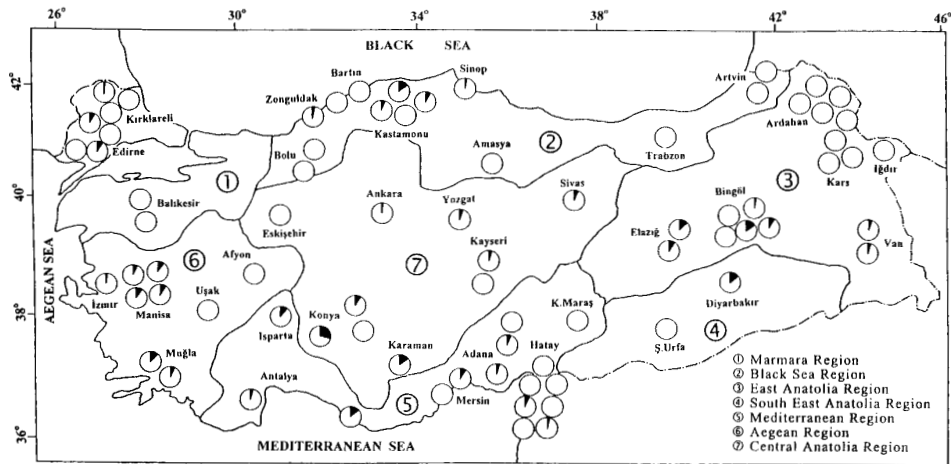 26° 30° 34° 38° 42° 46°
BLACK SEA
42°
Bartın
Sinop
Artvin
Zonguldak
Kırklareli
Kastamonu
Ardahan
Edirne
Bolu
Amasya
②
Trabzon
Kars
Iğdır
40°
①
Balıkesir
Ankara
Yozgat
Sivas
Bingöl
③
Eskişehir
Elazığ
Van
AEGEAN SEA
⑥
Afyon
⑦
Kayseri
İzmir
Manisa
Uşak
K.Maraş
Diyarbakır
38°
Isparta
Konya
Ş.Urfa
④
Muğla
Karaman
Adana
Hatay
Antalya
⑤
Mersin
36°
MEDITERRANEAN SEA
① Marmara Region
② Black Sea Region
③ East Anatolia Region
④ South East Anatolia Region
⑤ Mediterranean Region
⑥ Aegean Region
⑦ Central Anatolia Region